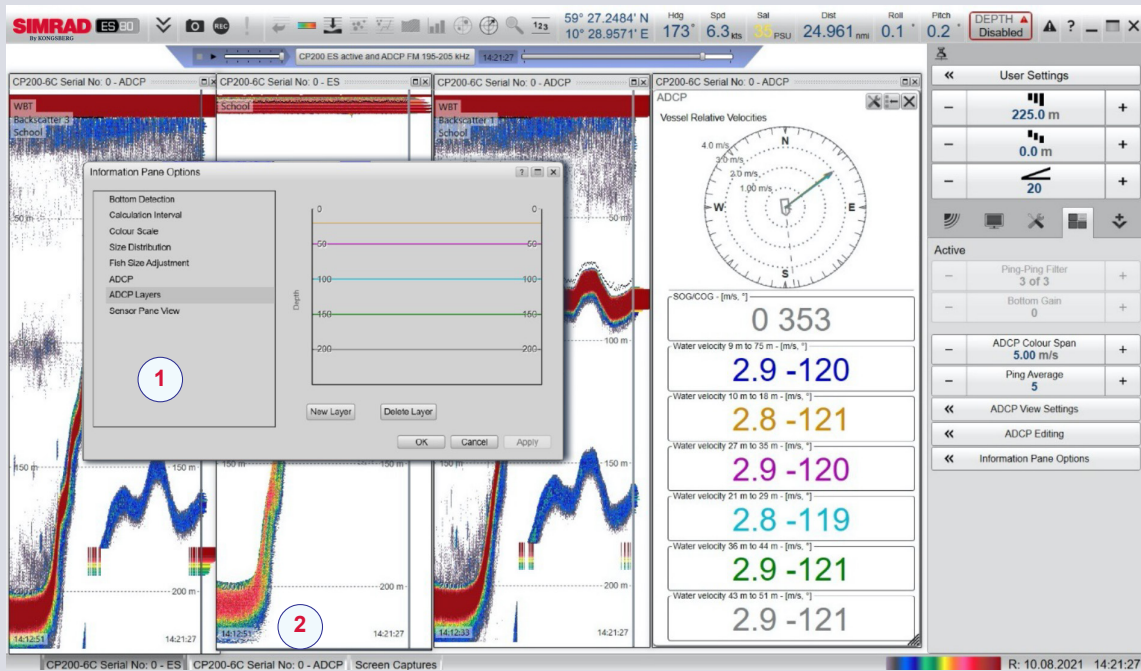 SIMRAD ES 80
By KONGSBERG
REC
1 2 3
59° 27.2484' N
10° 28.9571' E
Hdg
173°
Spd
6.3 kts
Sal
35 PSU
Dist
24.961 nmi
Roll
0.1 °
Pitch
0.2 °
DEPTH
Disabled
?
CP200 ES active and ADCP FM 195-205 kHz
14:21:27
CP200-6C Serial No: 0 - ADCP
WBT
Backscatter 3
School
50 m
150 m
150 m
200 m
14:12:51
CP200-6C Serial No: 0 - ES
School
150 m
200 m
14:12:51
14:21:27
2
CP200-6C Serial No: 0 - ADCP
WBT
Backscatter 1
School
100 m
150 m
200 m
14:12:33
14:21:27
Information Pane Options
?
Bottom Detection
Calculation Interval
Colour Scale
Size Distribution
Fish Size Adjustment
ADCP
ADCP Layers
Sensor Pane View
1
Depth
0 0
50 50
100 100
150 150
200 200
New Layer Delete Layer
OK Cancel Apply
CP200-6C Serial No: 0 - ADCP
ADCP
Vessel Relative Velocities
4.0 m/s
3.0 m/s
2.0 m/s
1.00 m/s
N
W
E
S
SOG/COG - [m/s, °]
0 353
Water velocity 9 m to 75 m - [m/s, °]
2.9 -120
Water velocity 10 m to 18 m - [m/s, °]
2.8 -121
Water velocity 27 m to 35 m - [m/s, °]
2.9 -120
Water velocity 21 m to 29 m - [m/s, °]
2.8 -119
Water velocity 36 m to 44 m - [m/s, °]
2.9 -121
Water velocity 43 m to 51 m - [m/s, °]
2.9 -121
User Settings
225.0 m
0.0 m
20
Active
Ping-Ping Filter
3 of 3
Bottom Gain
0
ADCP Colour Span
5.00 m/s
Ping Average
5
ADCP View Settings
ADCP Editing
Information Pane Options
CP200-6C Serial No: 0 - ES CP200-6C Serial No: 0 - ADCP Screen Captures
R: 10.08.2021 14:21:27